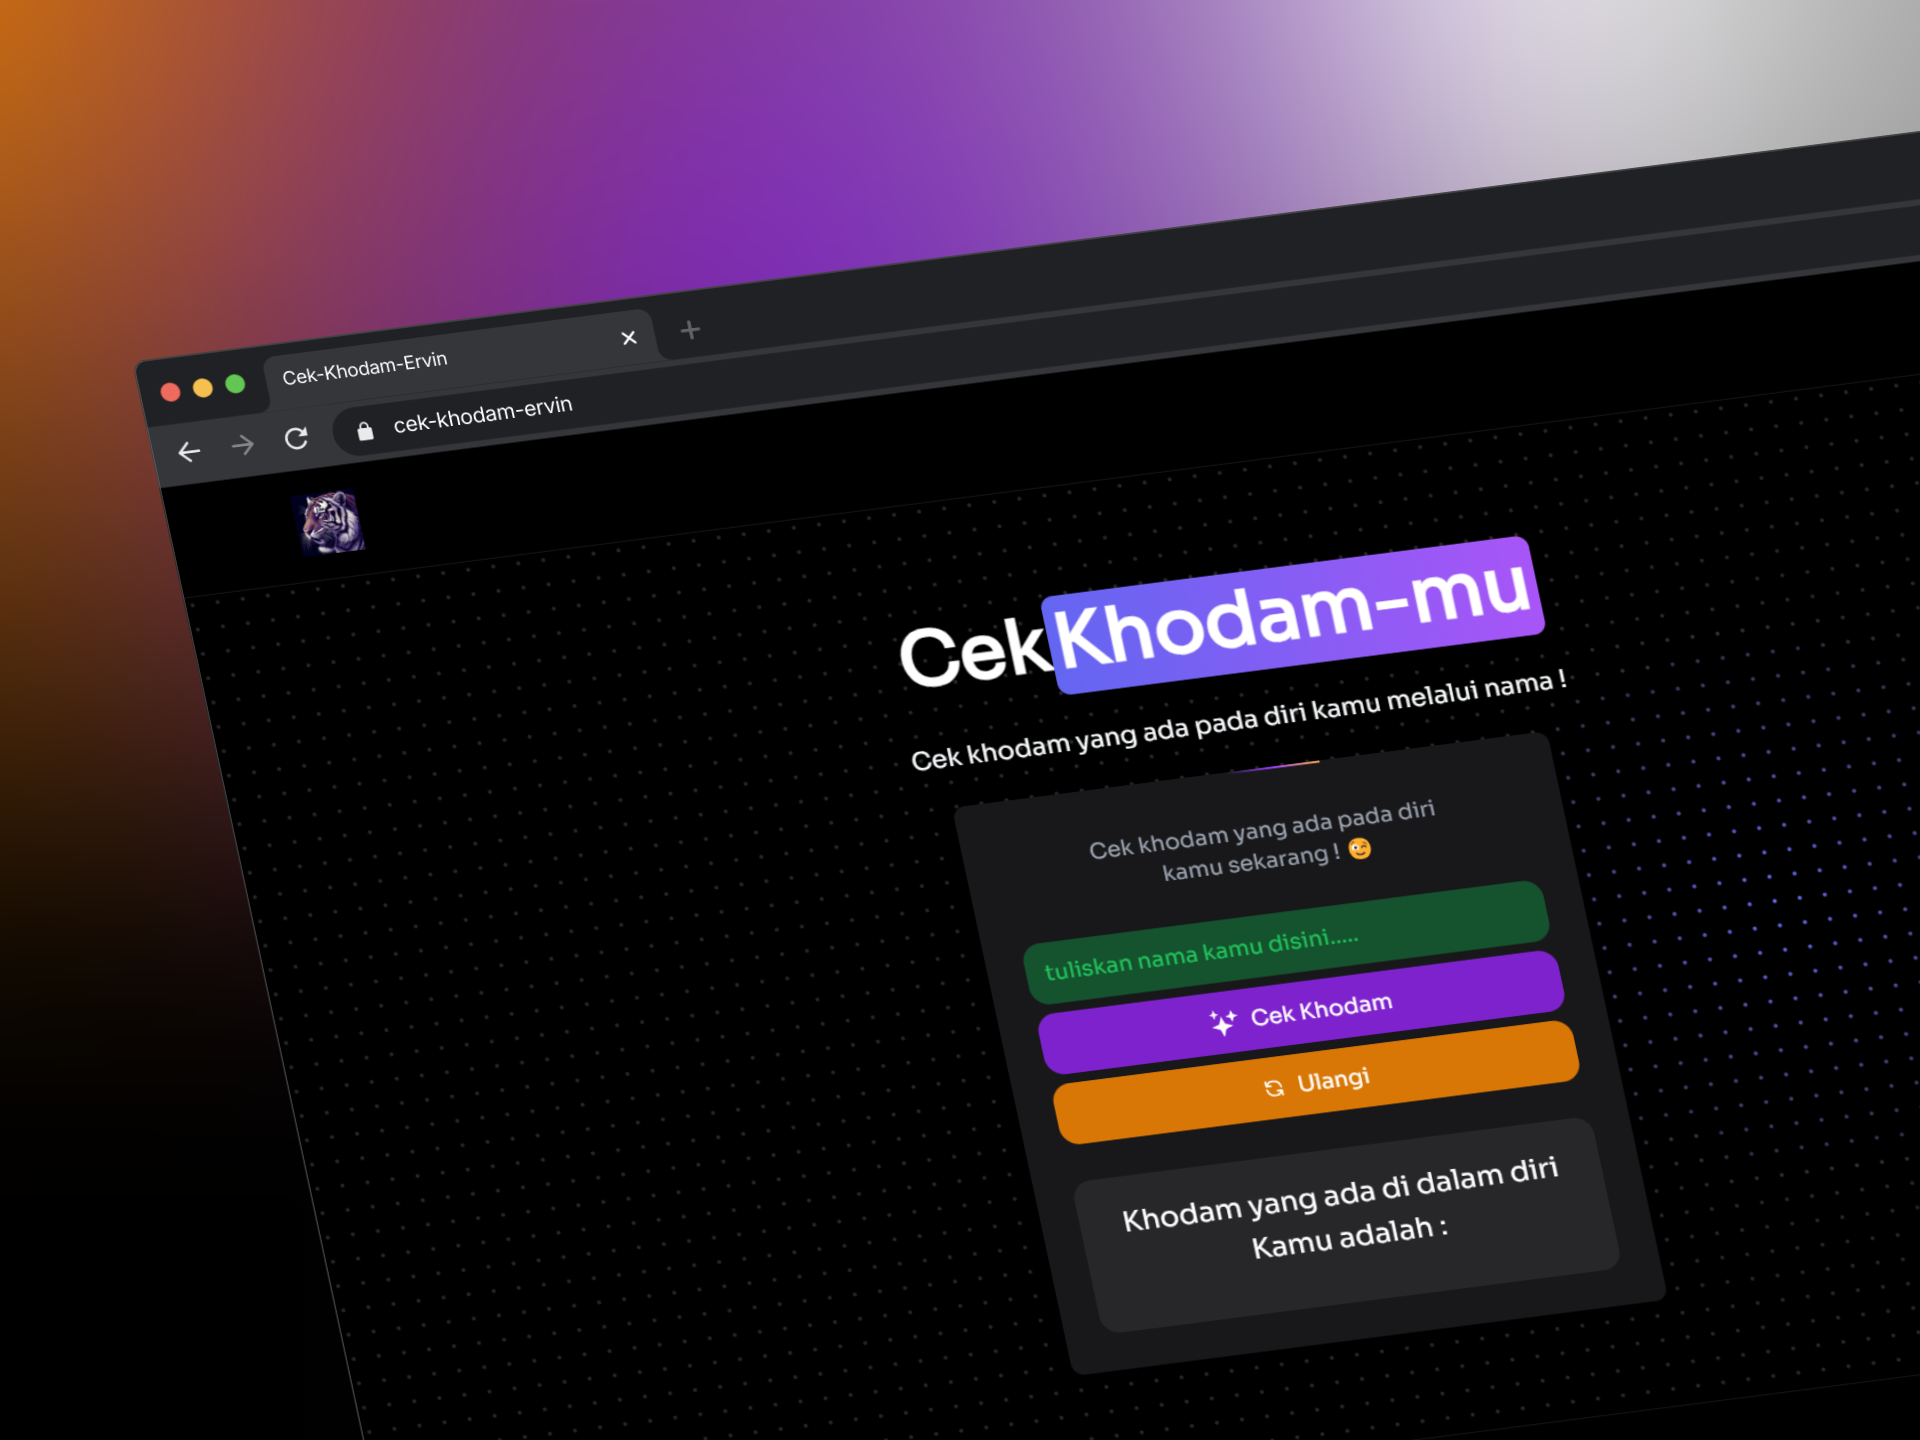 Cek-Khodam-Ervin
cek-khodam-ervin
Cek Khodam-mu
Cek khodam yang ada pada diri kamu melalui nama !
Cek khodam yang ada pada diri
kamu sekarang ! 😉
tuliskan nama kamu disini.....
Cek Khodam
Ulangi
Khodam yang ada di dalam diri
Kamu adalah :